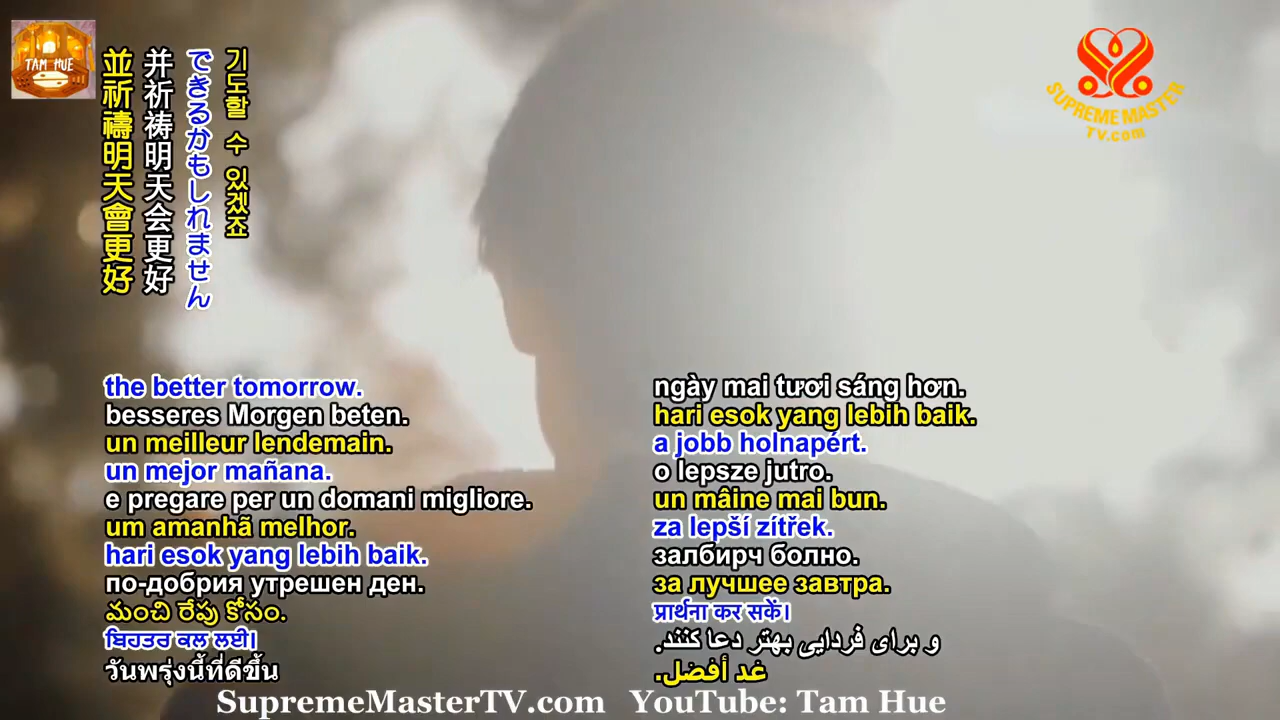 TAM HUE
SUPREME MASTER
TV.com
기도할 수 있겠죠
できるかもしれません
并祈祷明天会更好
並祈禱明天會更好
the better tomorrow.
besseres Morgen beten.
un meilleur lendemain.
un mejor mañana.
e pregare per un domani migliore.
um amanhã melhor.
hari esok yang lebih baik.
по-добрия утрешен ден.
మంచి రేపు కోసం.
ਬਿਹਤਰ ਕਲ ਲਈ।
วันพรุ่งนี้ที่ดีขึ้น
ngày mai tươi sáng hơn.
hari esok yang lebih baik.
a jobb holnapért.
o lepsze jutro.
un mâine mai bun.
za lepší zítřek.
залбирч болно.
за лучшее завтра.
प्रार्थना कर सकें।
و برای فردایی بهتر دعا کنند.
غد أفضل.
SupremeMasterTV.com YouTube: Tam Hue